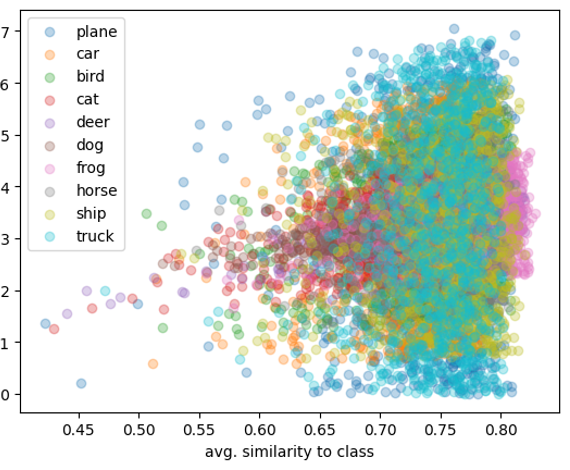 7
6
5
4
3
2
1
0
plane
car
bird
cat
deer
dog
frog
horse
ship
truck
0.45 0.50 0.55 0.60 0.65 0.70 0.75 0.80
avg. similarity to class